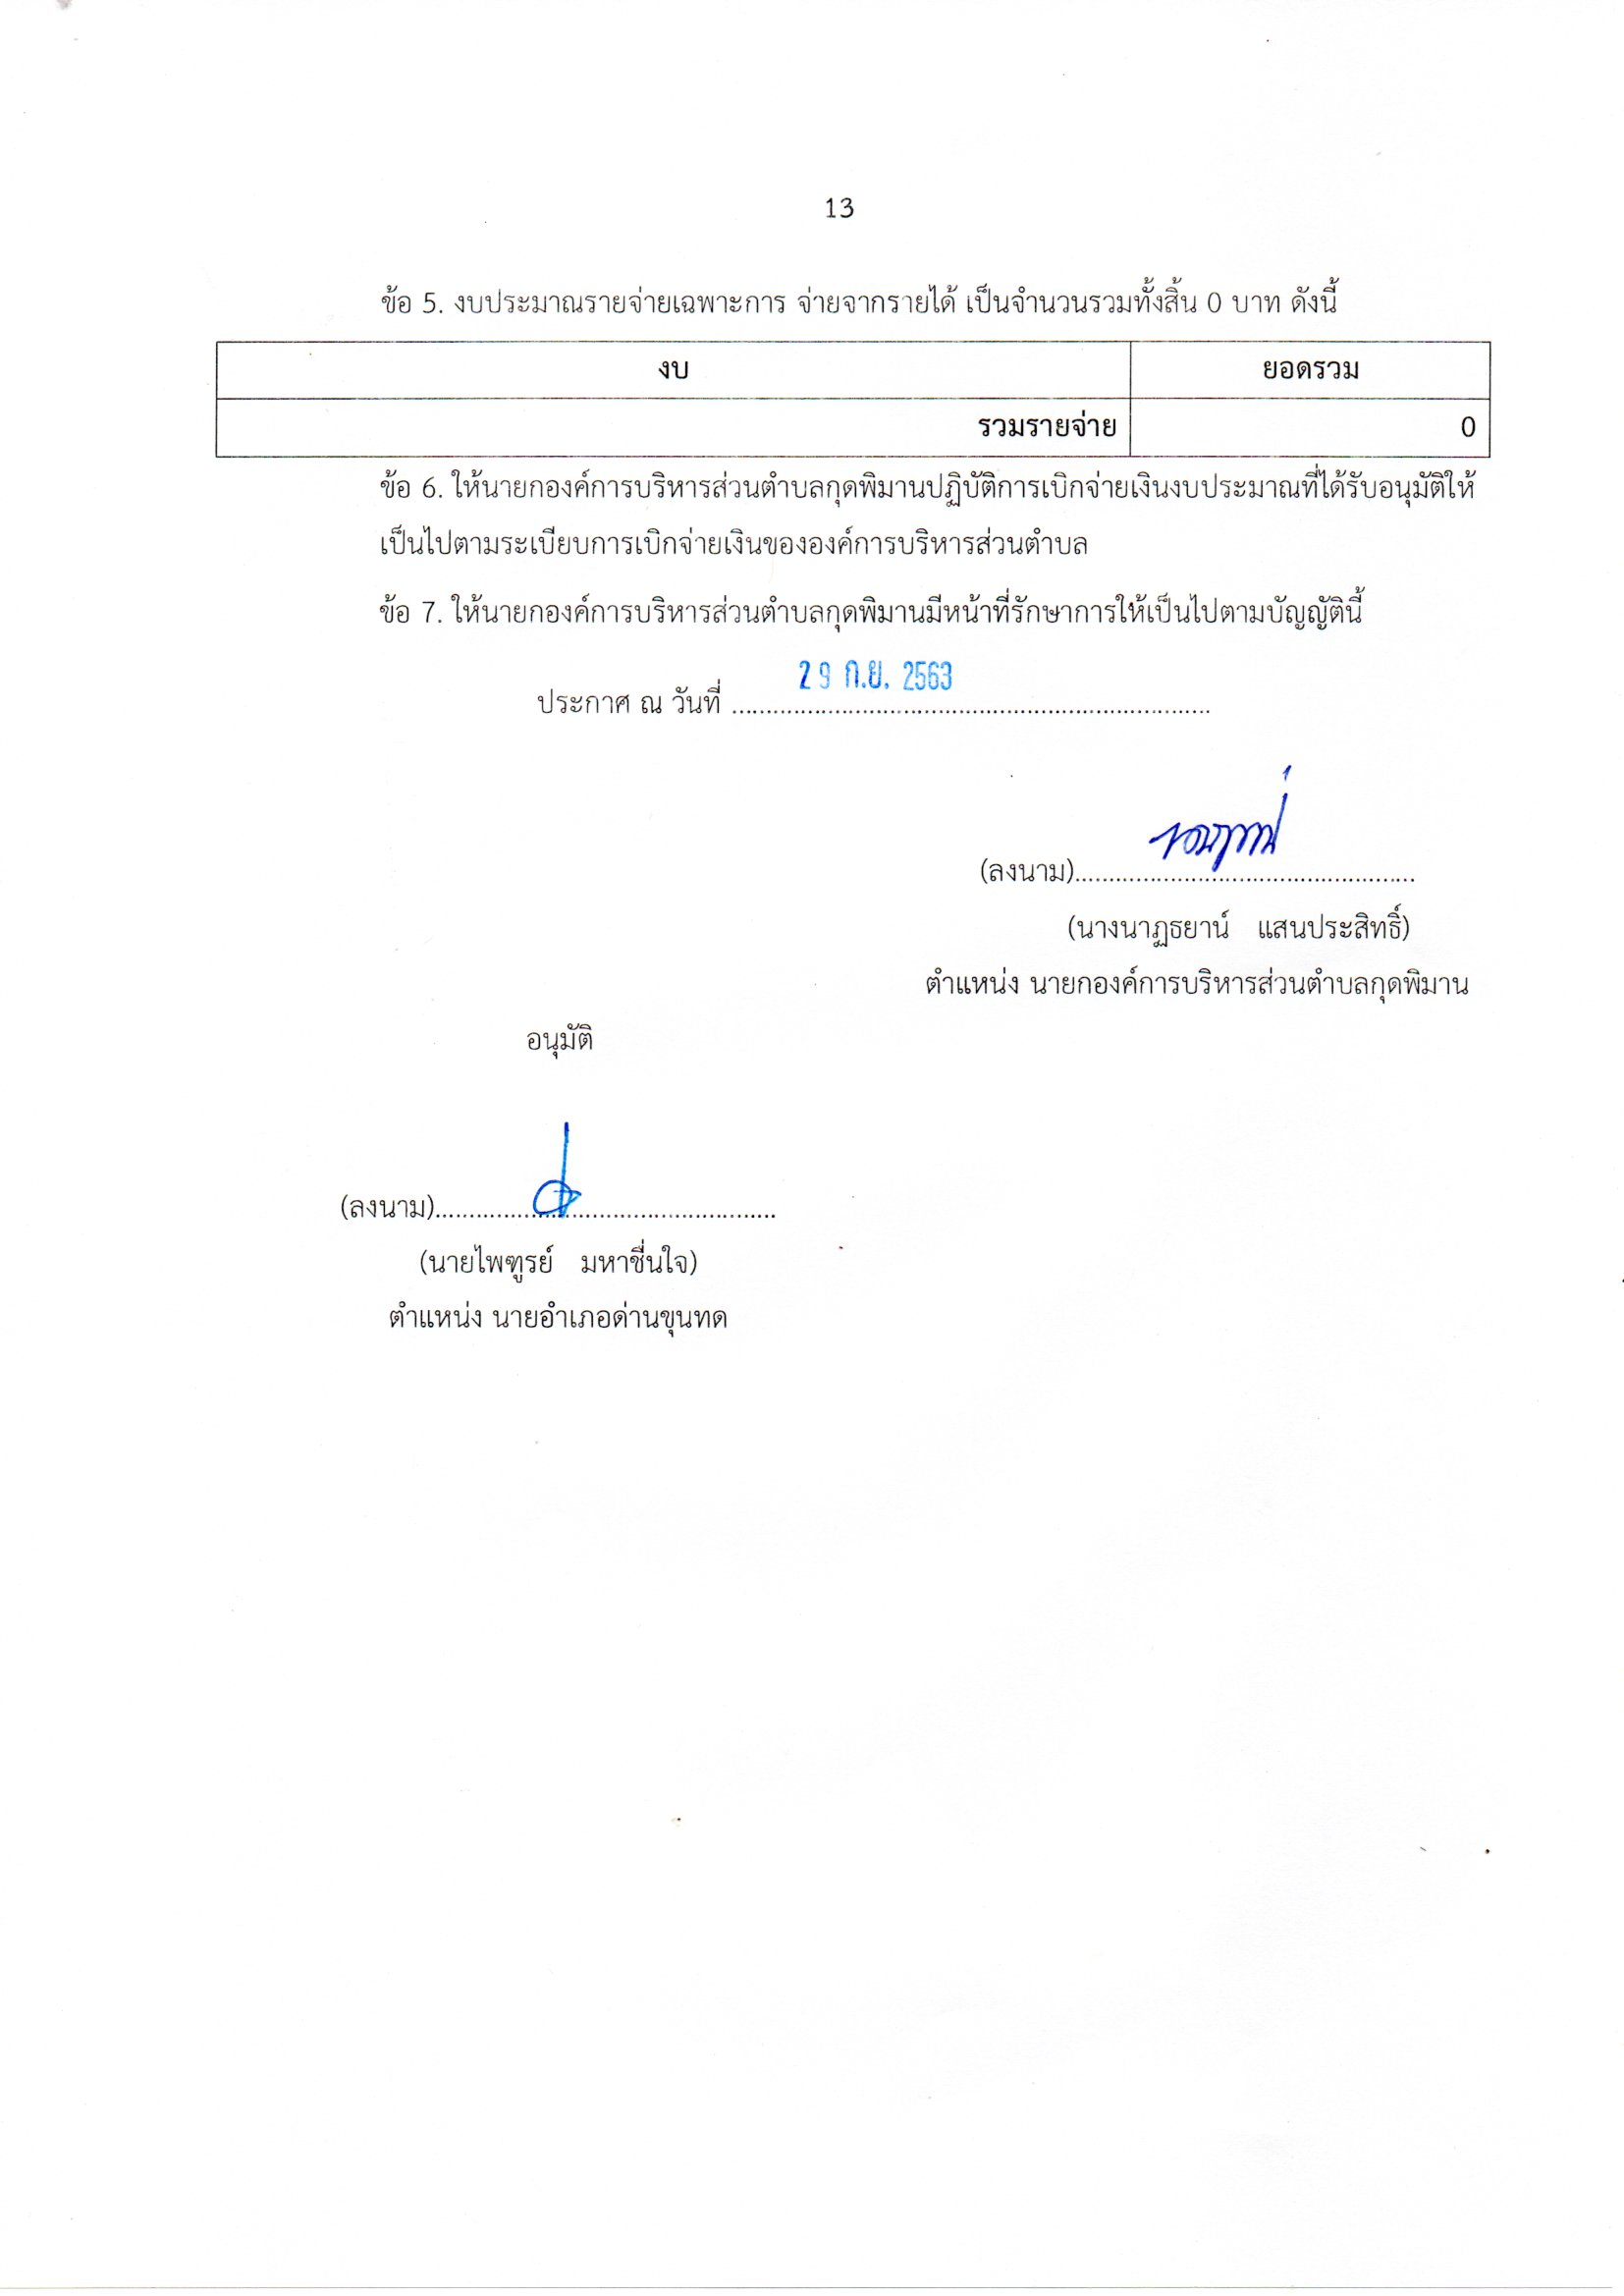 13
ข้อ 5. งบประมาณรายจ่ายเฉพาะการ จ่ายจากรายได้ เป็นจำนวนรวมทั้งสิ้น 0 บาท ดังนี้
งบ ยอดรวม
รวมรายจ่าย 0
ข้อ 6. ให้นายกองค์การบริหารส่วนตำบลกุดพิมานปฏิบัติการเบิกจ่ายเงินงบประมาณที่ได้รับอนุมัติให้
เป็นไปตามระเบียบการเบิกจ่ายเงินขององค์การบริหารส่วนตำบล
ข้อ 7. ให้นายกองค์การบริหารส่วนตำบลกุดพิมานมีหน้าที่รักษาการให้เป็นไปตามบัญญัตินี้
29 ก.ย. 2563
ประกาศ ณ วันที่ ......................................................................
(ลงนาม)..................................................
(นางนาฏธยาน์ แสนประสิทธิ์)
ตำแหน่ง นายกองค์การบริหารส่วนตำบลกุดพิมาน
อนุมัติ
(ลงนาม)..................................................
(นายไพฑูรย์ มหาชื่นใจ)
ตำแหน่ง นายอำเภอด่านขุนทด